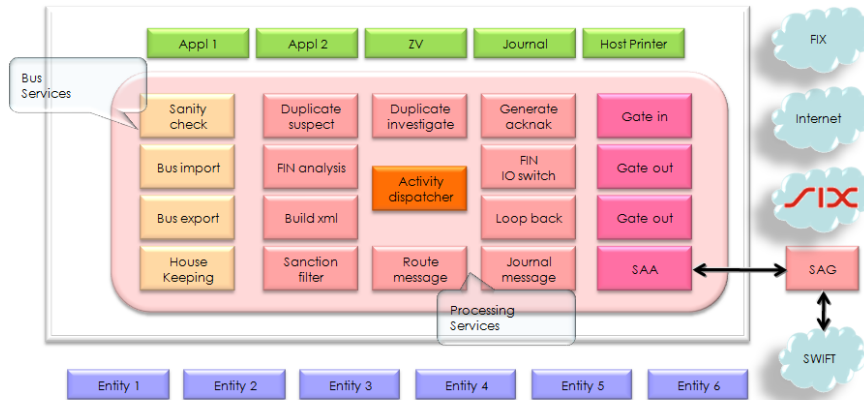 Appl 1
Appl 2
ZV
Journal
Host Printer
FIX
Bus
Services
Sanity
check
Duplicate
suspect
Duplicate
investigate
Generate
acknak
Gate in
Internet
Bus import
FIN analysis
Activity
dispatcher
FIN
IO switch
Gate out
Bus export
Build xml
Loop back
Gate out
SIX
House
Keeping
Sanction
filter
Route
message
Journal
message
SAA
SAG
Processing
Services
SWIFT
Entity 1
Entity 2
Entity 3
Entity 4
Entity 5
Entity 6